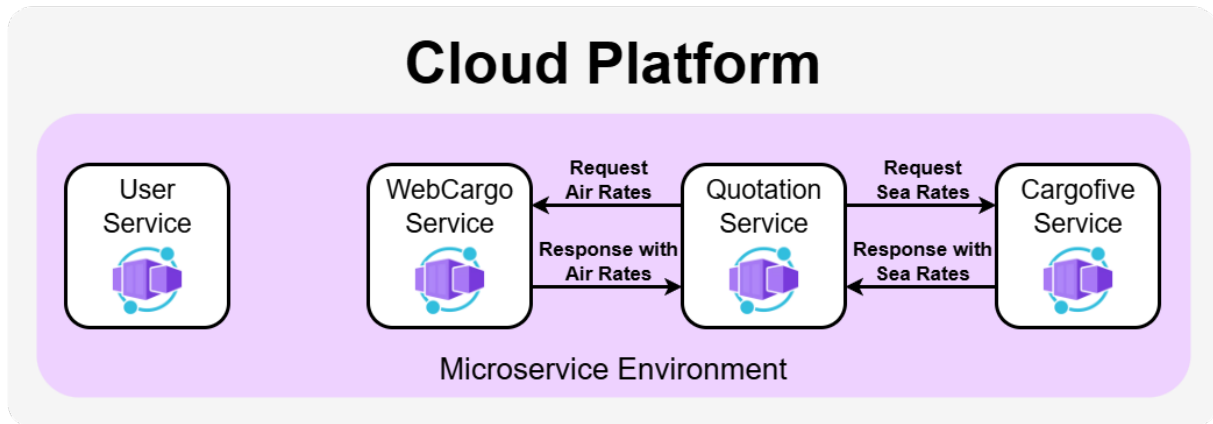 Cloud Platform
User
Service
WebCargo
Service
Request
Air Rates
Response with
Air Rates
Quotation
Service
Request
Sea Rates
Response with
Sea Rates
Cargofive
Service
Microservice Environment